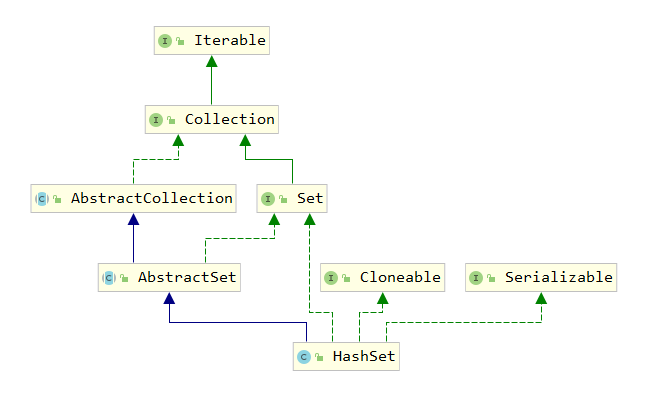 I Iterable
I Collection
C AbstractCollection
I Set
C AbstractSet
I Cloneable
I Serializable
C HashSet